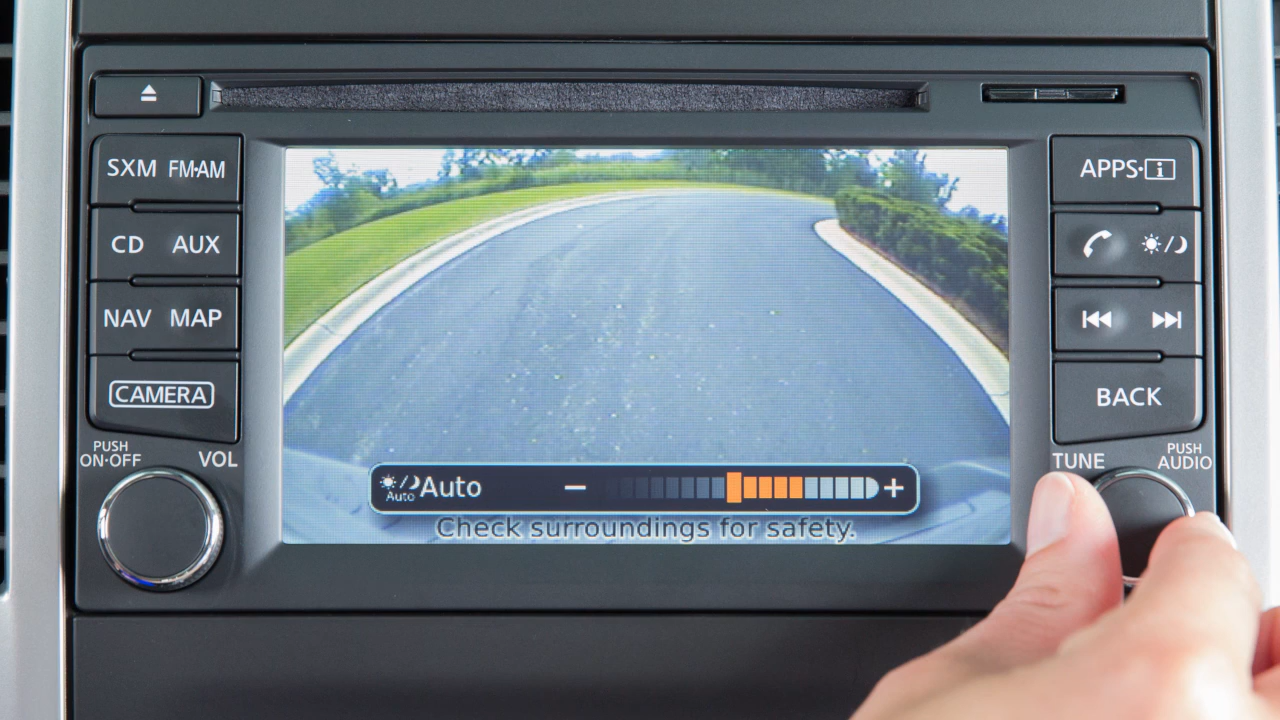 SXM FM·AM
CD AUX
NAV MAP
CAMERA
PUSH
ON·OFF VOL
APPS·i
BACK
TUNE PUSH
AUDIO
Auto Auto − +
Check surroundings for safety.